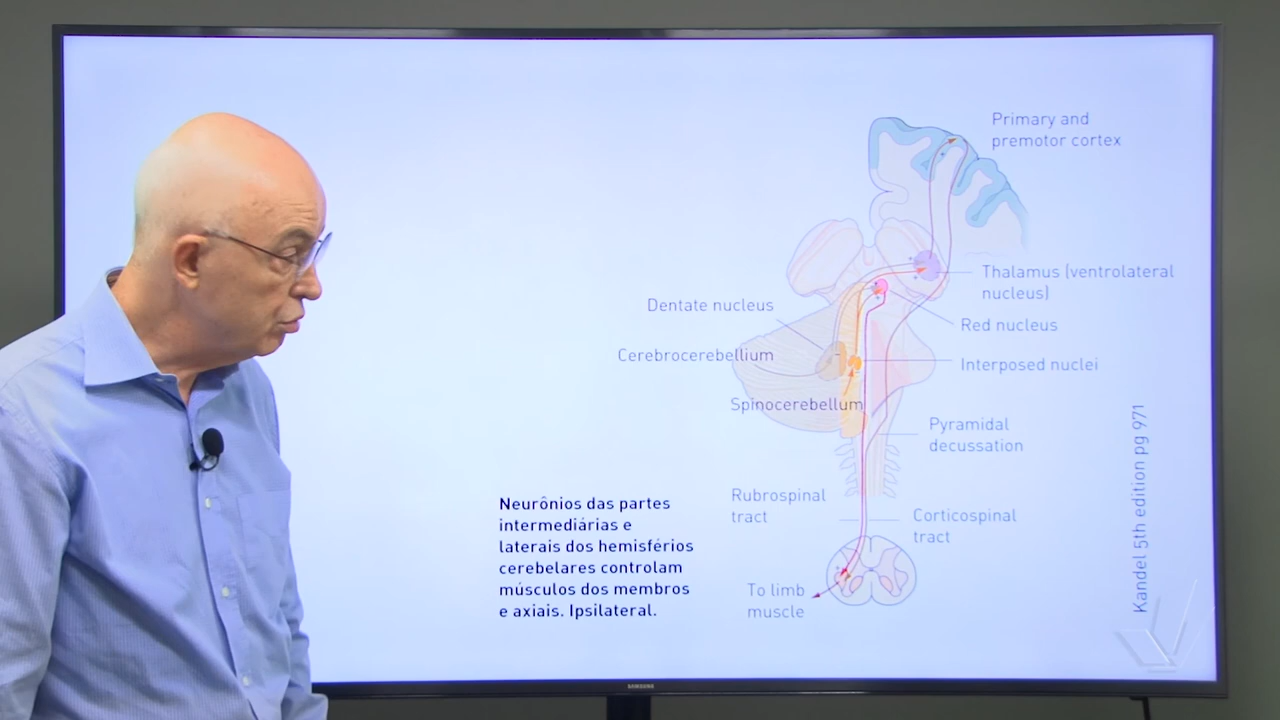 Primary and
premotor cortex
Thalamus (ventrolateral
nucleus)
Dentate nucleus
Red nucleus
Cerebrocerebellium
Interposed nuclei
Spinocerebellum
Pyramidal
decussation
Rubrospinal
tract
Corticospinal
tract
To limb
muscle
Neurônios das partes
intermediárias e
laterais dos hemisférios
cerebelares controlam
músculos dos membros
e axiais. Ipsilateral.
Kandel 5th edition pg 971
SAMSUNG